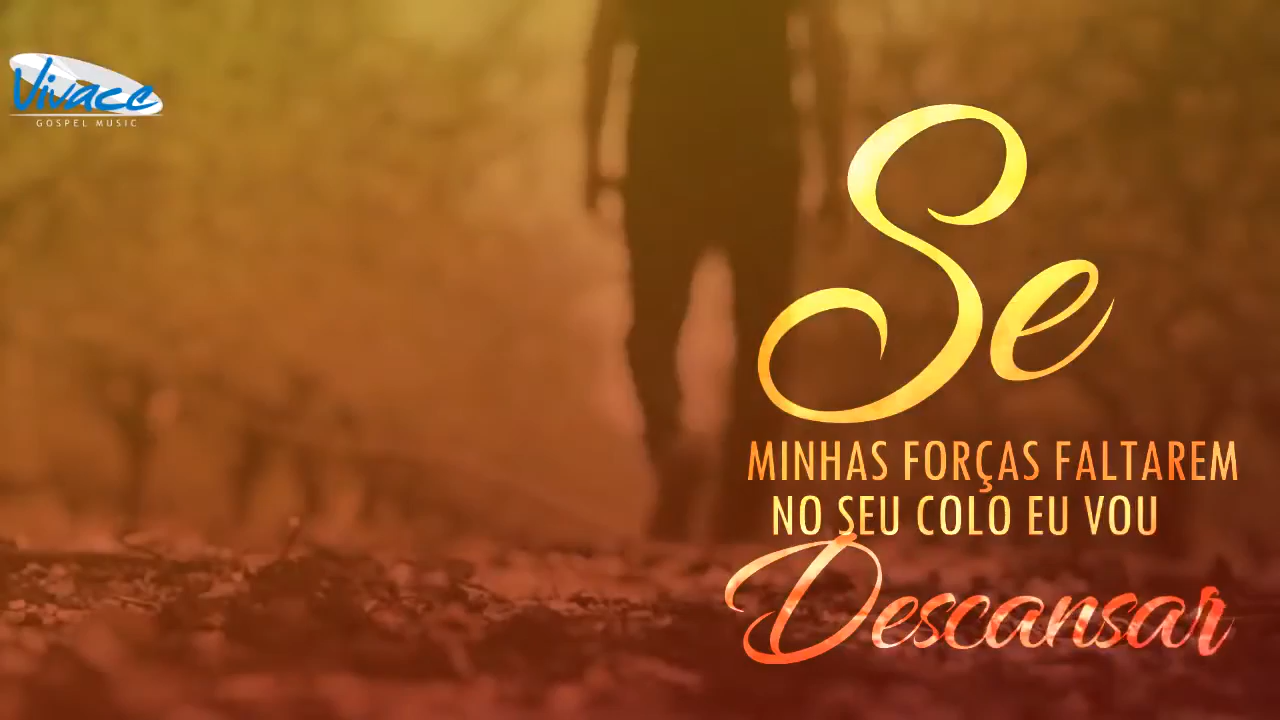 Vivace
GOSPEL MUSIC
Se
MINHAS FORÇAS FALTAREM
NO SEU COLO EU VOU
Descansar